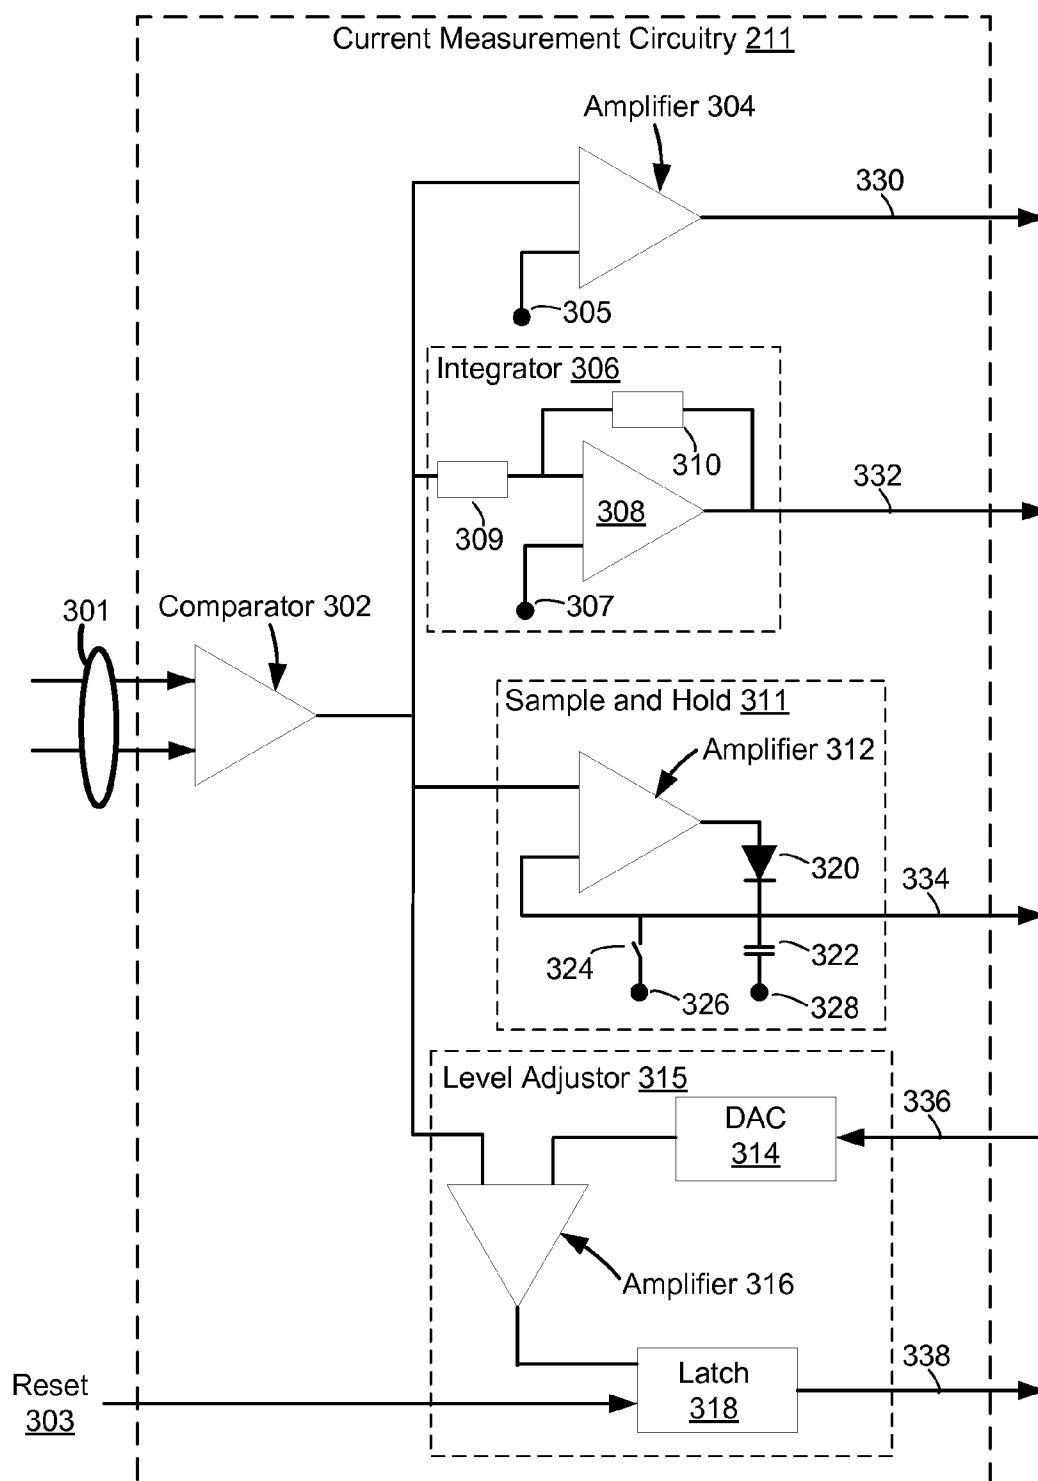 Current Measurement Circuitry 211
Amplifier 304
330
305
Integrator 306
310
332
309
308
307
301
Comparator 302
Sample and Hold 311
Amplifier 312
320
334
324
322
326
328
Level Adjustor 315
DAC
314
336
Amplifier 316
Reset
303
Latch
318
338